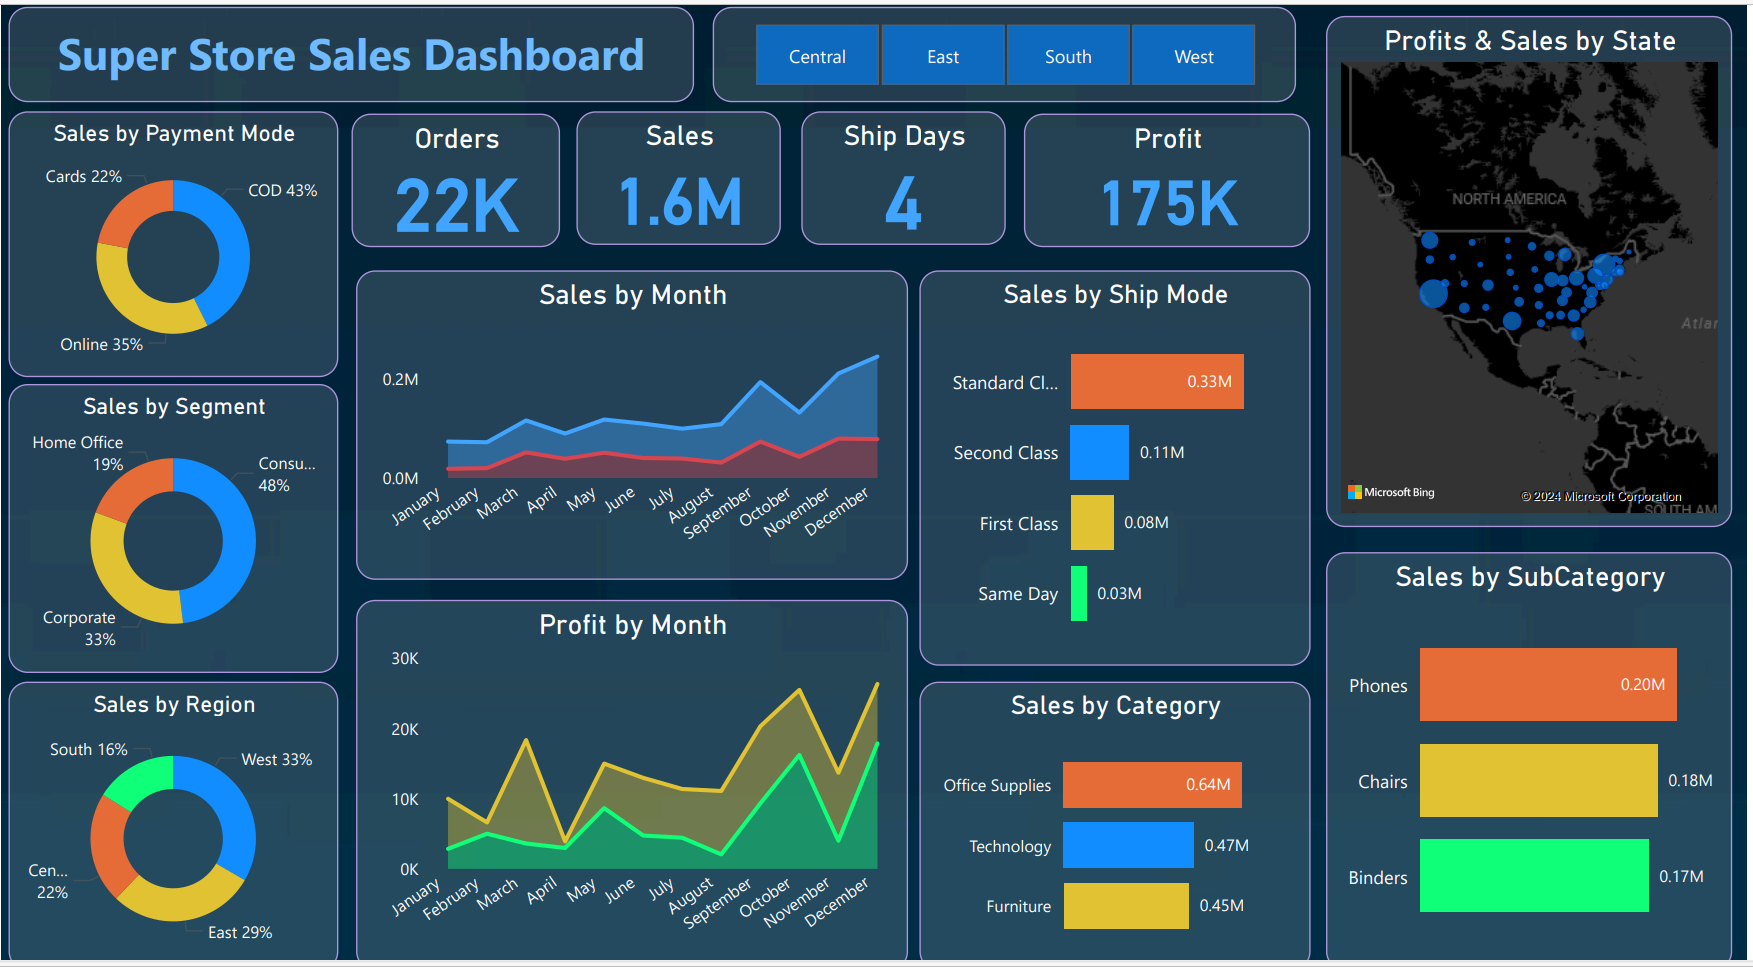 Super Store Sales Dashboard
Central
East
South
West
Profits & Sales by State
NORTH AMERICA
Atlan
Microsoft Bing
© 2024 Microsoft Corporation
SOUTH AM
Sales by Payment Mode
Cards 22%
COD 43%
Online 35%
Orders
22K
Sales
1.6M
Ship Days
4
Profit
175K
Sales by Segment
Home Office
19%
Consu...
48%
Corporate
33%
Sales by Region
South 16%
West 33%
Cen...
22%
East 29%
Sales by Month
0.2M
0.0M
January
February
March
April
May
June
July
August
September
October
November
December
Profit by Month
30K
20K
10K
0K
January
February
March
April
May
June
July
August
September
October
November
December
Sales by Ship Mode
Standard Cl...
0.33M
Second Class
0.11M
First Class
0.08M
Same Day
0.03M
Sales by Category
Office Supplies
0.64M
Technology
0.47M
Furniture
0.45M
Sales by SubCategory
Phones
0.20M
Chairs
0.18M
Binders
0.17M